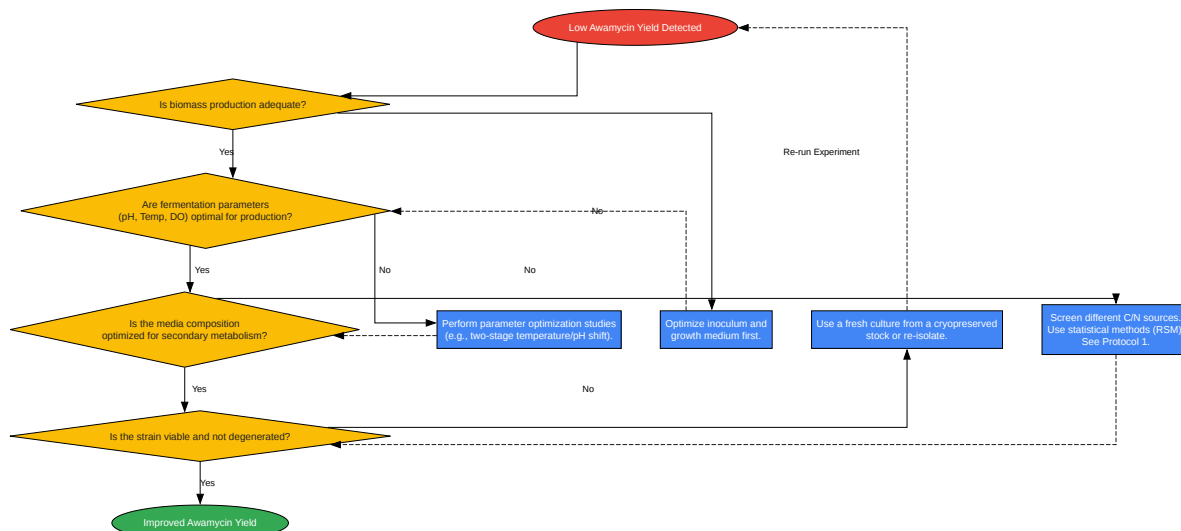 Low Awamycin Yield Detected
Is biomass production adequate?
Yes
Re-run Experiment
Are fermentation parameters
(pH, Temp, DO) optimal for production?
No
Yes
No
No
Is the media composition
optimized for secondary metabolism?
Perform parameter optimization studies
(e.g., two-stage temperature/pH shift).
Optimize inoculum and
growth medium first.
Use a fresh culture from a cryopreserved
stock or re-isolate.
Screen different C/N sources.
Use statistical methods (RSM).
See Protocol 1.
Yes
No
Is the strain viable and not degenerated?
Yes
Improved Awamycin Yield